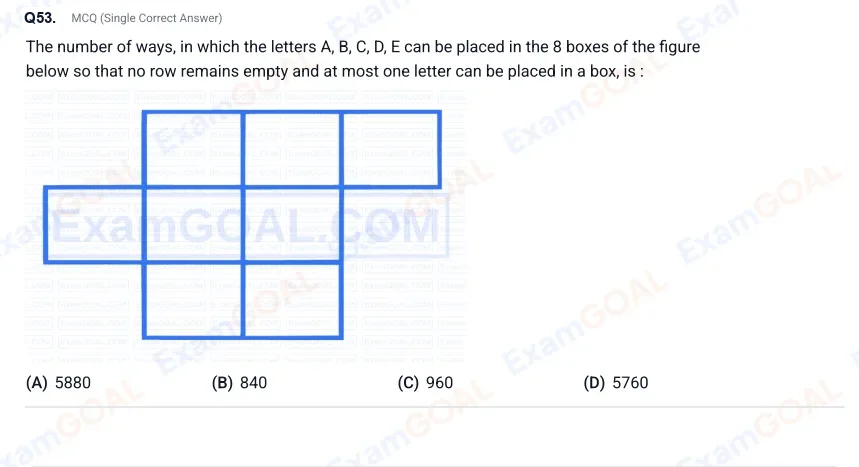 Q53. MCQ (Single Correct Answer)
The number of ways, in which the letters A, B, C, D, E can be placed in the 8 boxes of the figure
below so that no row remains empty and at most one letter can be placed in a box, is :
ExamGOAL.COM
(A) 5880 (B) 840 (C) 960 (D) 5760
ExamGOAL